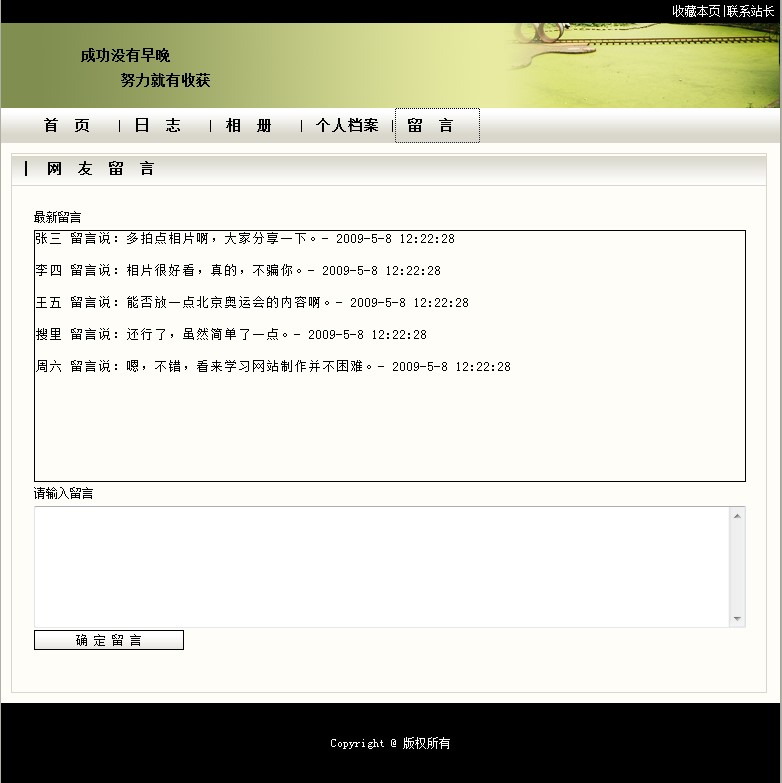 收藏本页|联系站长
成功没有早晚
努力就有收获
首 页 | 日 志 | 相 册 | 个人档案 | 留 言
网 友 留 言
最新留言
张三 留言说：多拍点相片啊，大家分享一下。- 2009-5-8 12:22:28
李四 留言说：相片很好看，真的，不骗你。- 2009-5-8 12:22:28
王五 留言说：能否放一点北京奥运会的内容啊。- 2009-5-8 12:22:28
搜里 留言说：还行了，虽然简单了一点。- 2009-5-8 12:22:28
周六 留言说：嗯，不错，看来学习网站制作并不困难。- 2009-5-8 12:22:28
请输入留言
确 定 留 言
Copyright @ 版权所有